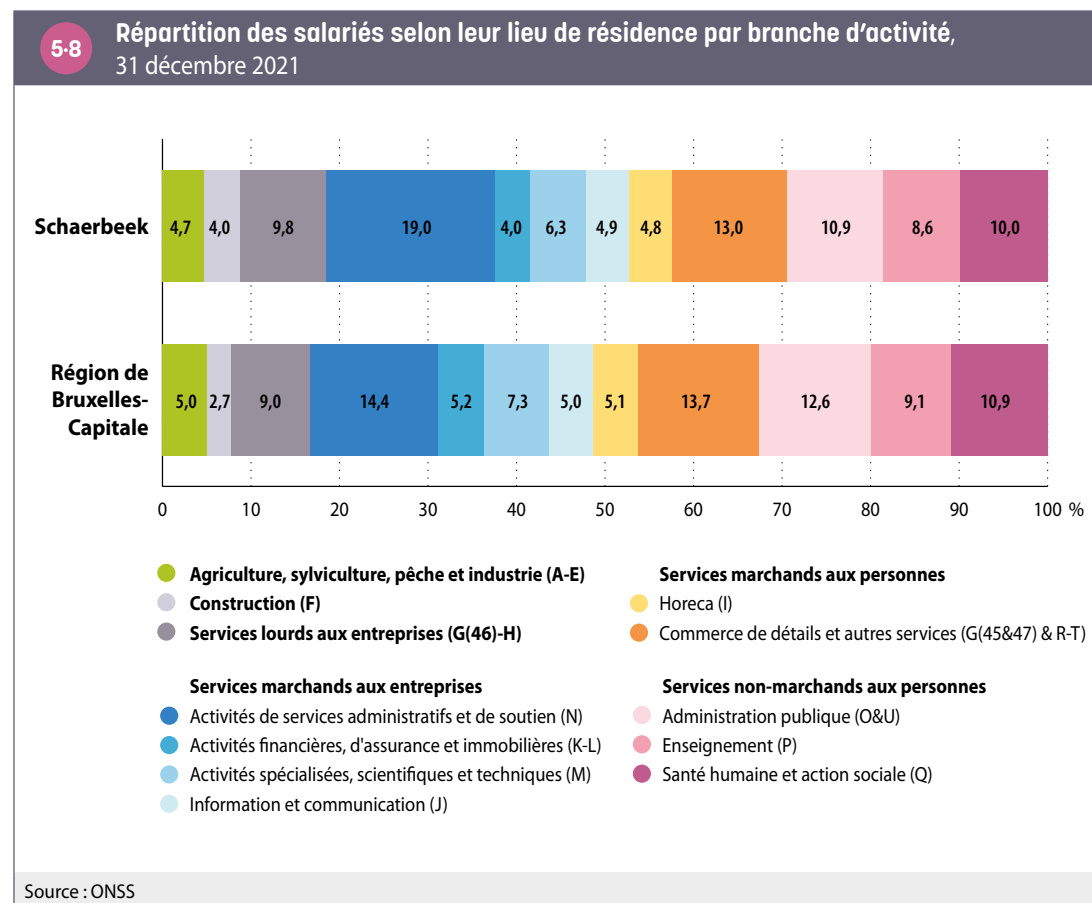 5·8
Répartition des salariés selon leur lieu de résidence par branche d'activité,
31 décembre 2021
Schaerbeek
4,7 4,0 9,8 19,0 4,0 6,3 4,9 4,8 13,0 10,9 8,6 10,0
Région de
Bruxelles-
Capitale
5,0 2,7 9,0 14,4 5,2 7,3 5,0 5,1 13,7 12,6 9,1 10,9
0 10 20 30 40 50 60 70 80 90 100 %
Agriculture, sylviculture, pêche et industrie (A-E)
Construction (F)
Services lourds aux entreprises (G(46)-H)
Services marchands aux entreprises
Activités de services administratifs et de soutien (N)
Activités financières, d'assurance et immobilières (K-L)
Activités spécialisées, scientifiques et techniques (M)
Information et communication (J)
Services marchands aux personnes
Horeca (I)
Commerce de détails et autres services (G(45&47) & R-T)
Services non-marchands aux personnes
Administration publique (O&U)
Enseignement (P)
Santé humaine et action sociale (Q)
Source : ONSS